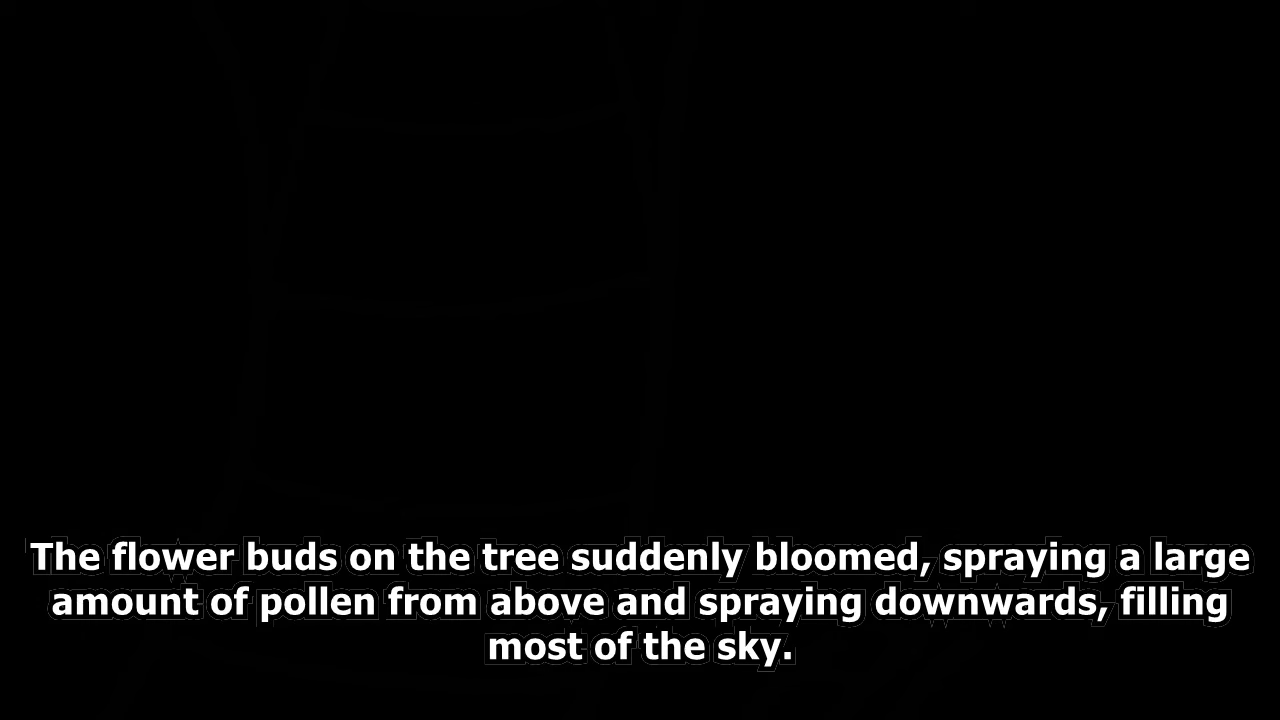 The flower buds on the tree suddenly bloomed, spraying a large
amount of pollen from above and spraying downwards, filling
most of the sky.